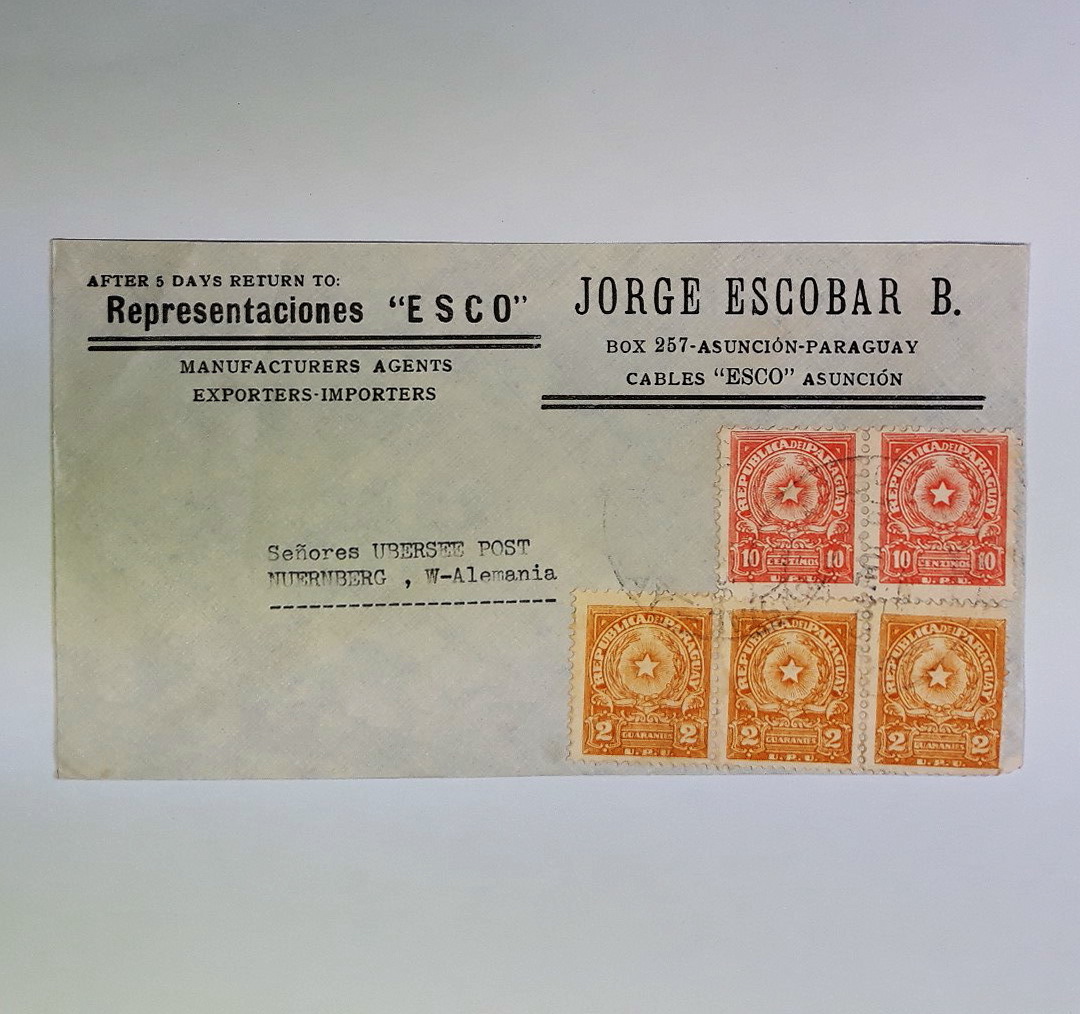 AFTER 5 DAYS RETURN TO:
Representaciones "ESCO"
MANUFACTURERS AGENTS
EXPORTERS-IMPORTERS
JORGE ESCOBAR B.
BOX 257-ASUNCIÓN-PARAGUAY
CABLES "ESCO" ASUNCIÓN
Señores UBERSEE POST
NUERNBERG , W-Alemania
REPUBLICA DEL PARAGUAY
10 CENTIMOS 10
U.P.U.
REPUBLICA DEL PARAGUAY
10 CENTIMOS 10
U.P.U.
REPUBLICA DEL PARAGUAY
2 GUARANIES 2
U.P.U.
REPUBLICA DEL PARAGUAY
2 GUARANIES 2
U.P.U.
REPUBLICA DEL PARAGUAY
2 GUARANIES 2
U.P.U.